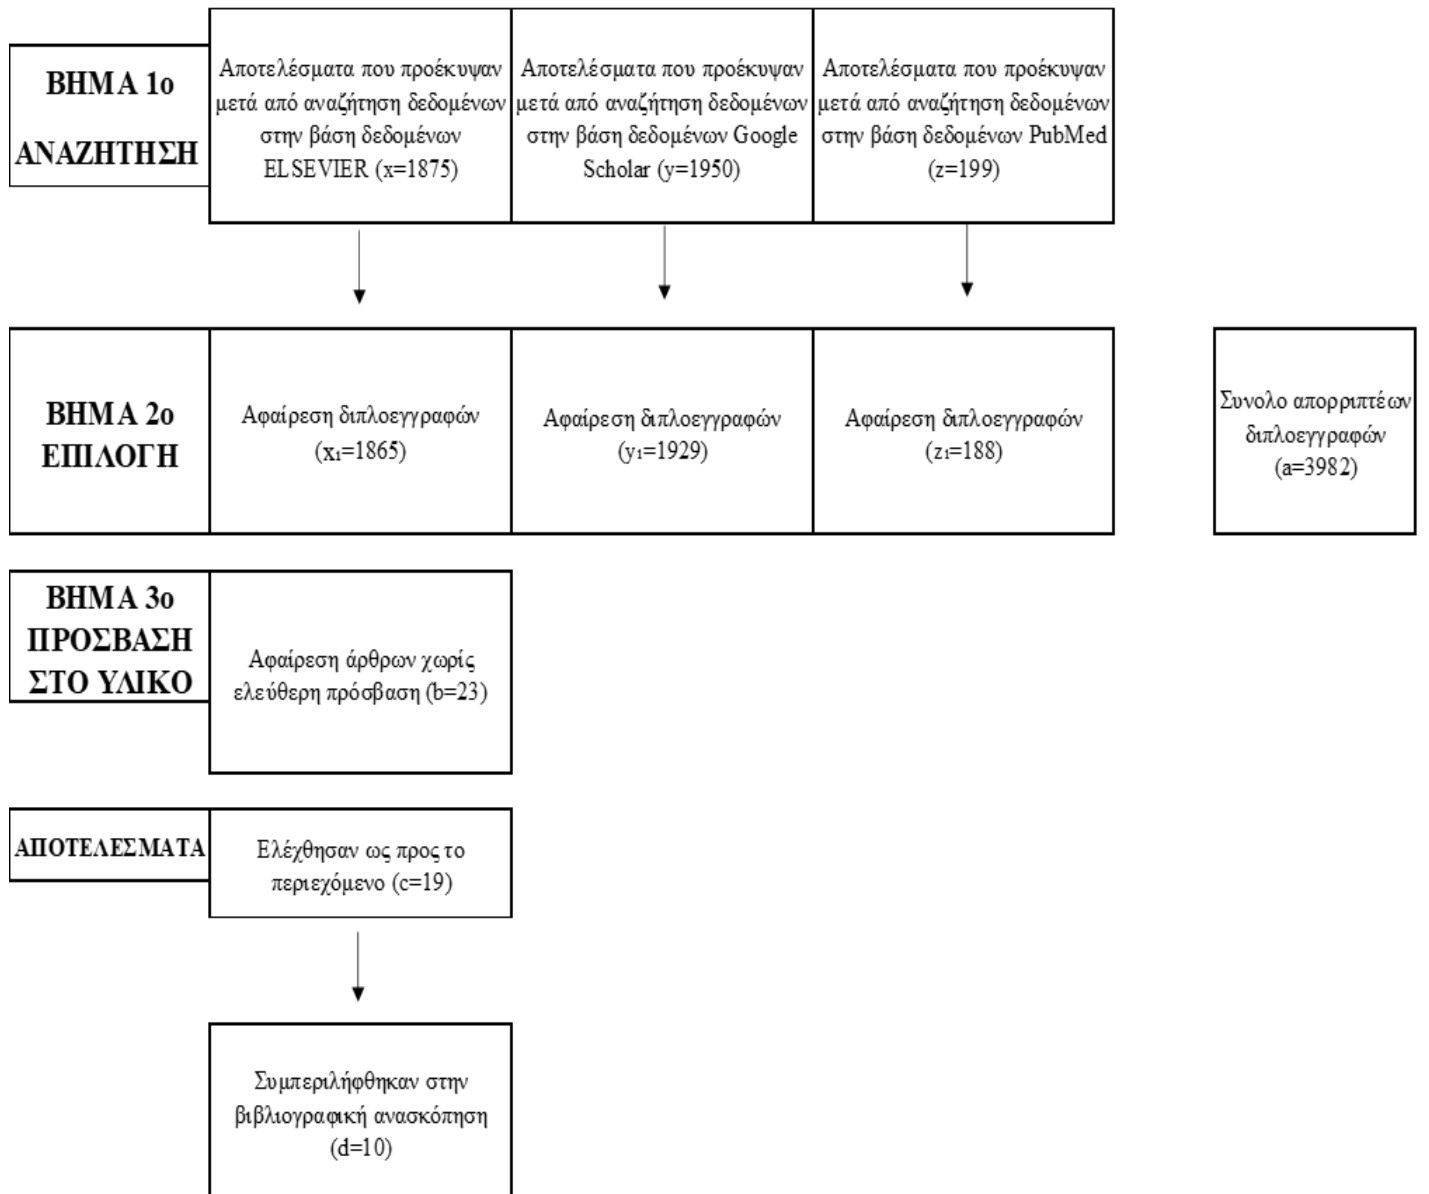 ΒΗΜΑ 1ο
ΑΝΑΖΗΤΗΣΗ
Αποτελέσματα που προέκυψαν
μετά από αναζήτηση δεδομένων
στην βάση δεδομένων
ELSEVIER (x=1875)
Αποτελέσματα που προέκυψαν
μετά από αναζήτηση δεδομένων
στην βάση δεδομένων Google
Scholar (y=1950)
Αποτελέσματα που προέκυψαν
μετά από αναζήτηση δεδομένων
στην βάση δεδομένων PubMed
(z=199)
ΒΗΜΑ 2ο
ΕΠΙΛΟΓΗ
Αφαίρεση διπλοεγγραφών
(x₁=1865)
Αφαίρεση διπλοεγγραφών
(y₁=1929)
Αφαίρεση διπλοεγγραφών
(z₁=188)
Συνολο απορριπτέων
διπλοεγγραφών
(a=3982)
ΒΗΜΑ 3ο
ΠΡΟΣΒΑΣΗ
ΣΤΟ ΥΛΙΚΟ
Αφαίρεση άρθρων χωρίς
ελεύθερη πρόσβαση (b=23)
ΑΠΟΤΕΛΕΣΜΑΤΑ
Ελέχθησαν ως προς το
περιεχόμενο (c=19)
Συμπεριλήφθηκαν στην
βιβλιογραφική ανασκόπηση
(d=10)